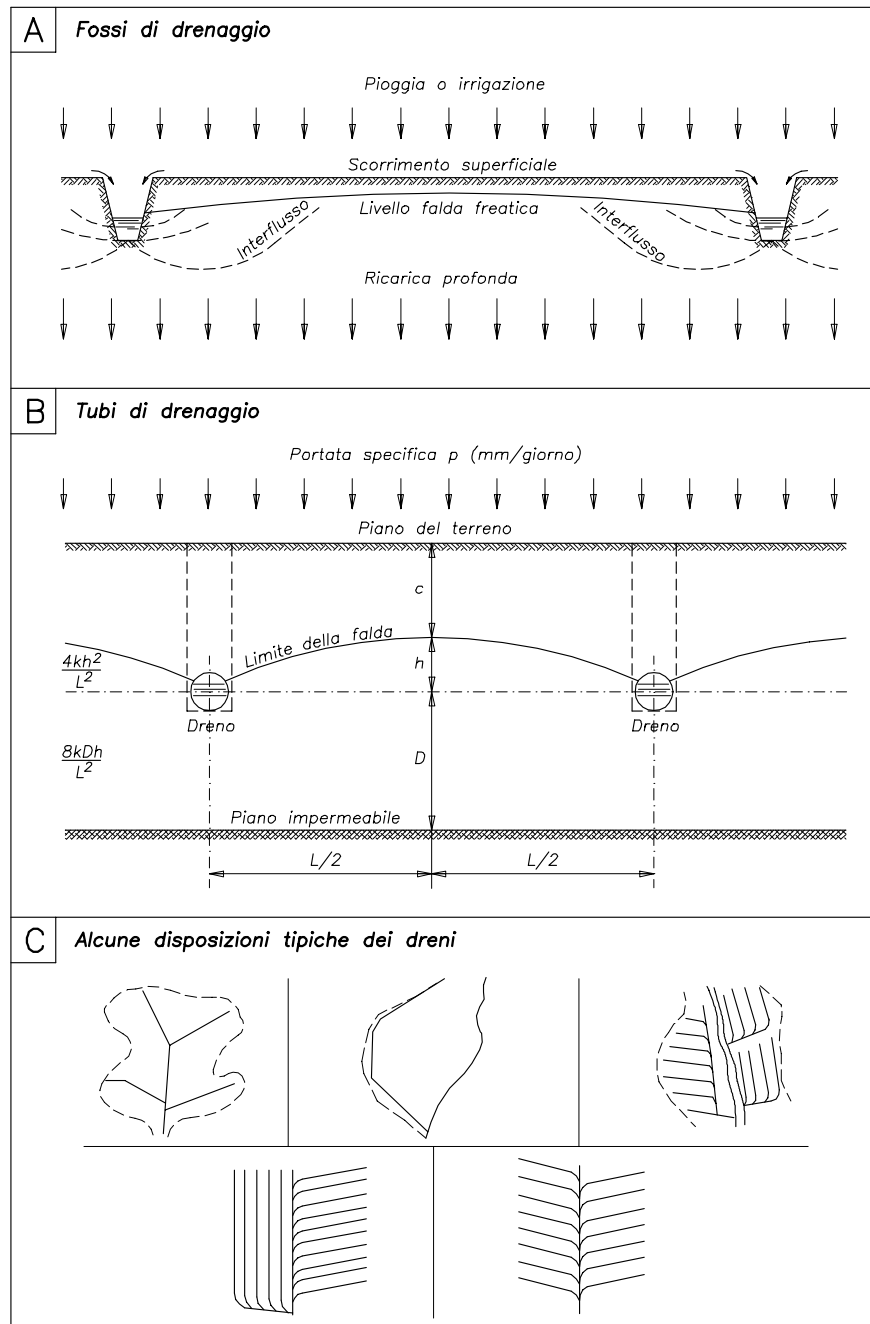 A Fossi di drenaggio
Pioggia o irrigazione
Scorrimento superficiale
Livello falda freatica
Interflusso
Interflusso
Ricarica profonda
B Tubi di drenaggio
Portata specifica p (mm/giorno)
Piano del terreno
c
Limite della falda
h
4kh²
L²
Dreno
Dreno
8kDh
L²
D
Piano impermeabile
L/2
L/2
C Alcune disposizioni tipiche dei dreni